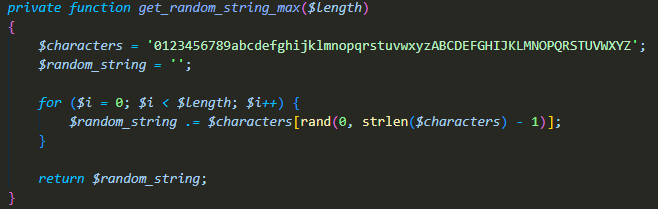 private function get_random_string_max($length)
{
$characters = '0123456789abcdefghijklmnopqrstuvwxyzABCDEFGHIJKLMNOPQRSTUVWXYZ';
$random_string = '';
for ($i = 0; $i < $length; $i++) {
$random_string .= $characters[rand(0, strlen($characters) - 1)];
}
return $random_string;
}